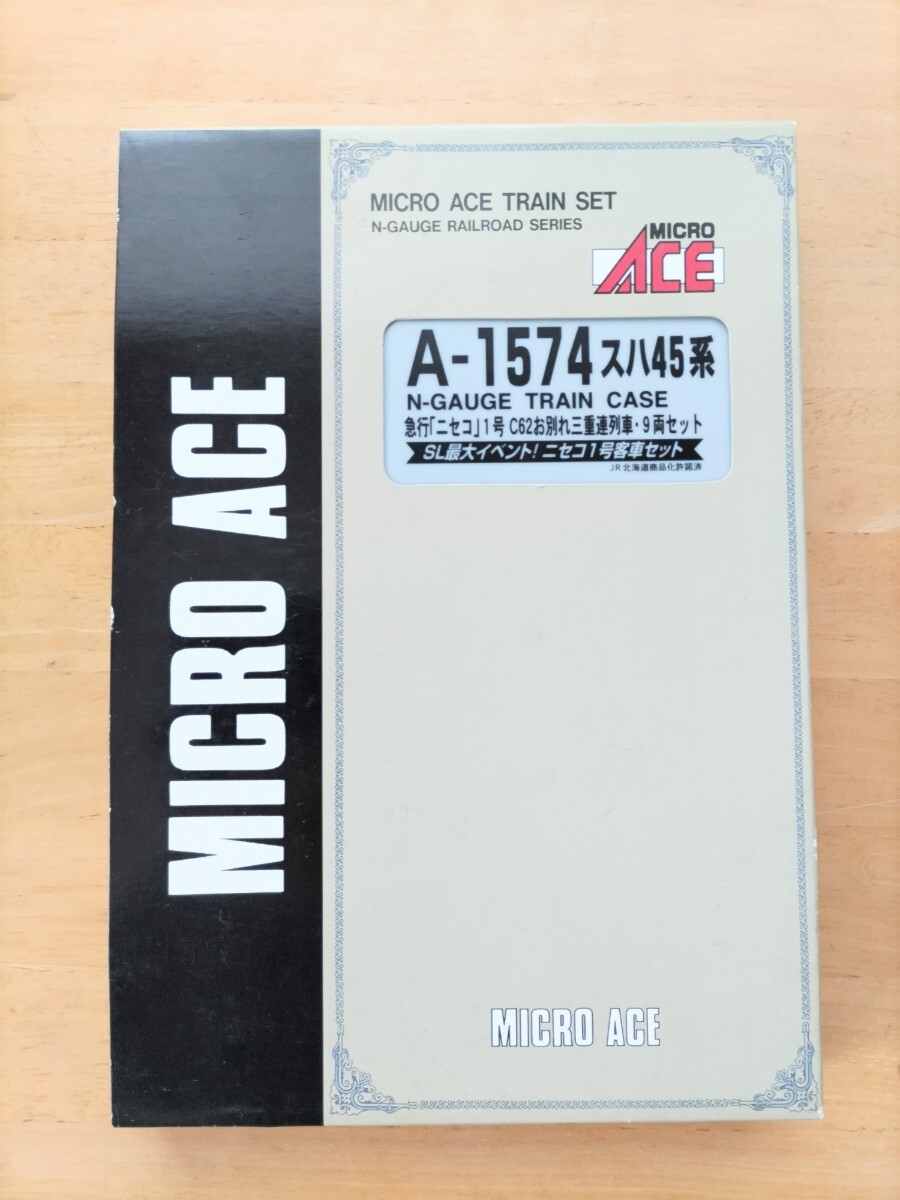 MICRO ACE
MICRO ACE TRAIN SET
N-GAUGE RAILROAD SERIES
MICRO
ACE
A-1574 スハ45系
N-GAUGE TRAIN CASE
急行「ニセコ」1号 C62お別れ三重連列車・9両セット
SL最大イベント! ニセコ1号客車セット
JR北海道商品化許諾済
MICRO ACE